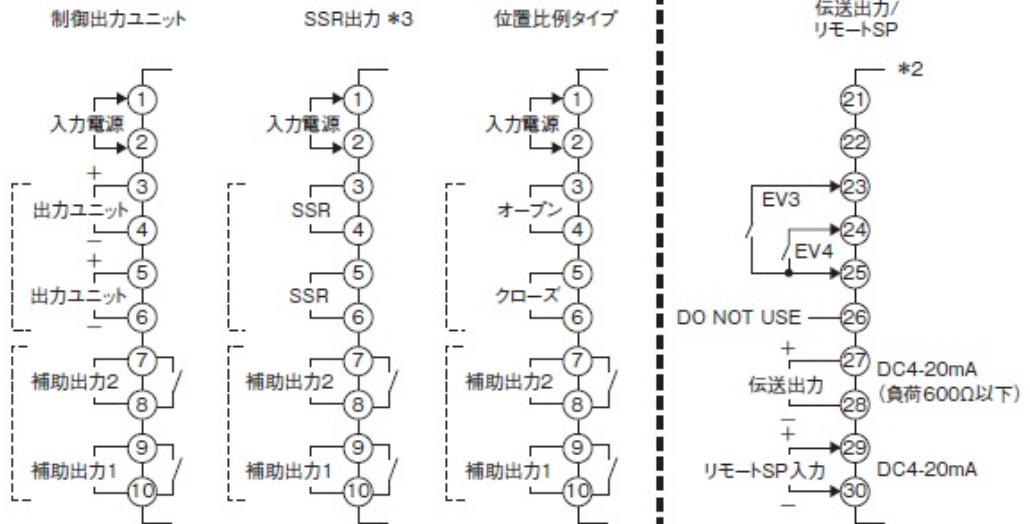 制御出力ユニット
1
入力電源
2
+
3
出力ユニット
4
−
+
5
出力ユニット
6
−
7
補助出力2
8
9
補助出力1
10
SSR出力 *3
1
入力電源
2
3
SSR
4
5
SSR
6
7
補助出力2
8
9
補助出力1
10
位置比例タイプ
1
入力電源
2
3
オープン
4
5
クローズ
6
7
補助出力2
8
9
補助出力1
10
伝送出力/
リモートSP
*2
21
22
23
EV3
24
EV4
25
DO NOT USE
26
+
27
DC4-20mA
伝送出力
(負荷600Ω以下)
28
−
+
29
リモートSP入力
DC4-20mA
30
−